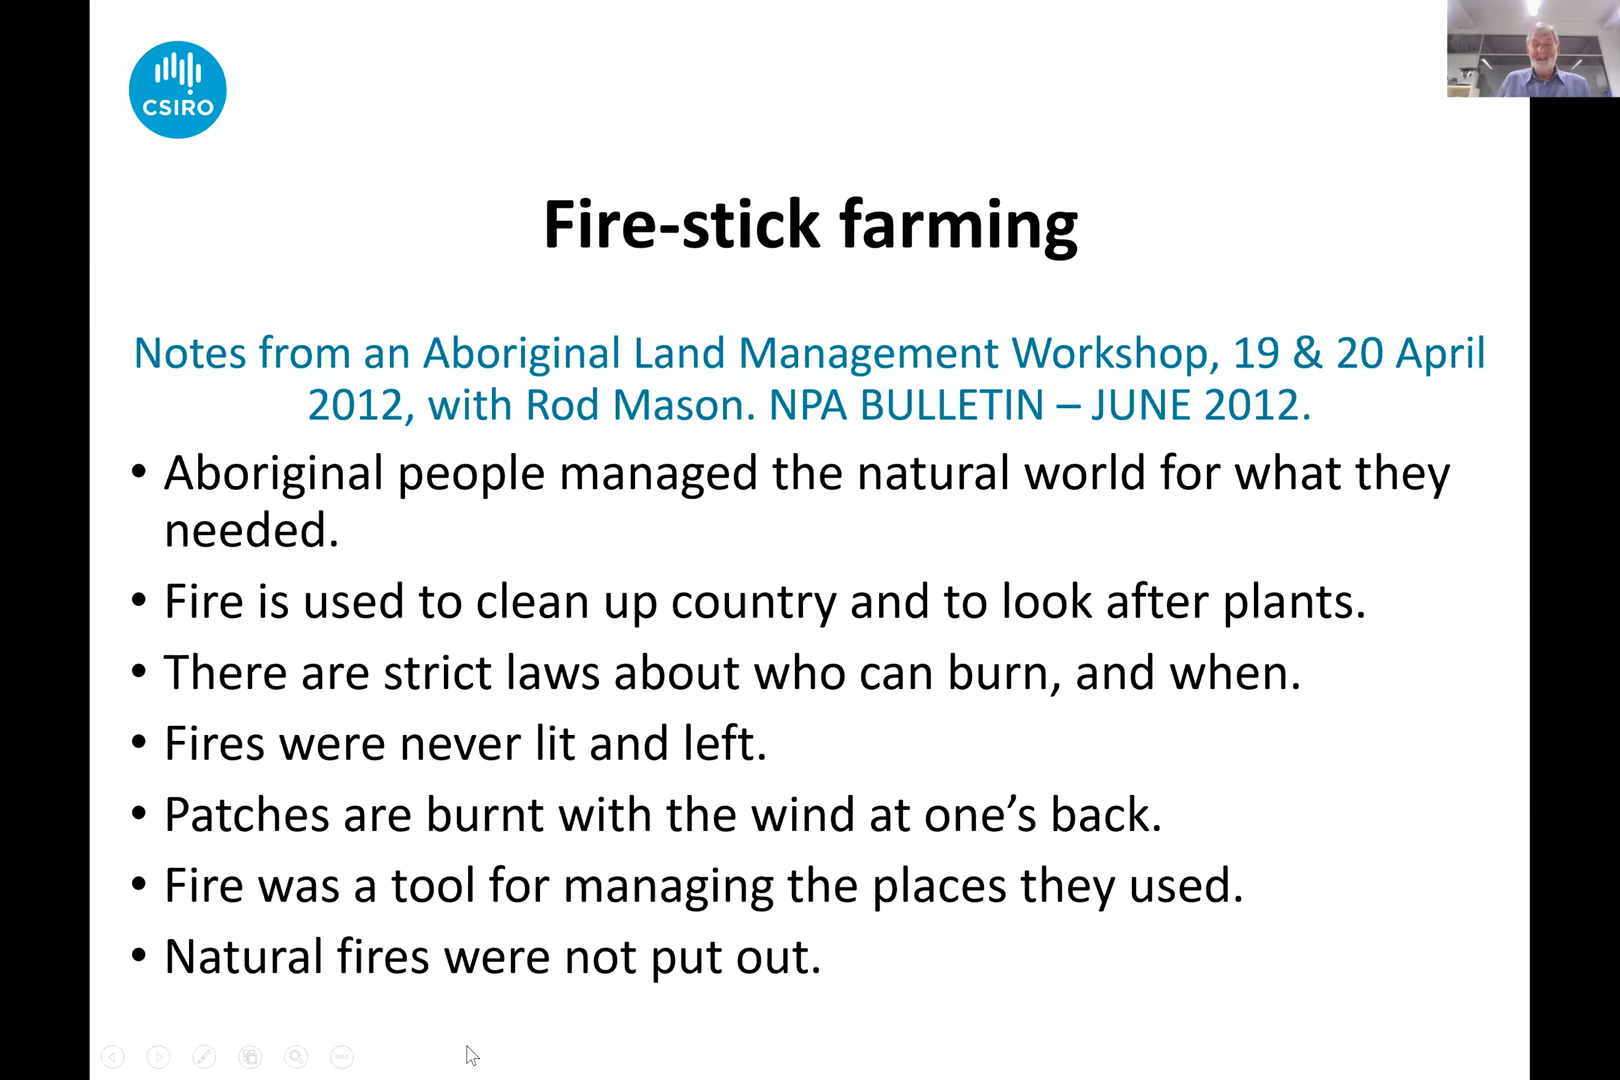 CSIRO
Fire-stick farming
Notes from an Aboriginal Land Management Workshop, 19 & 20 April
2012, with Rod Mason. NPA BULLETIN – JUNE 2012.
• Aboriginal people managed the natural world for what they
needed.
• Fire is used to clean up country and to look after plants.
• There are strict laws about who can burn, and when.
• Fires were never lit and left.
• Patches are burnt with the wind at one’s back.
• Fire was a tool for managing the places they used.
• Natural fires were not put out.